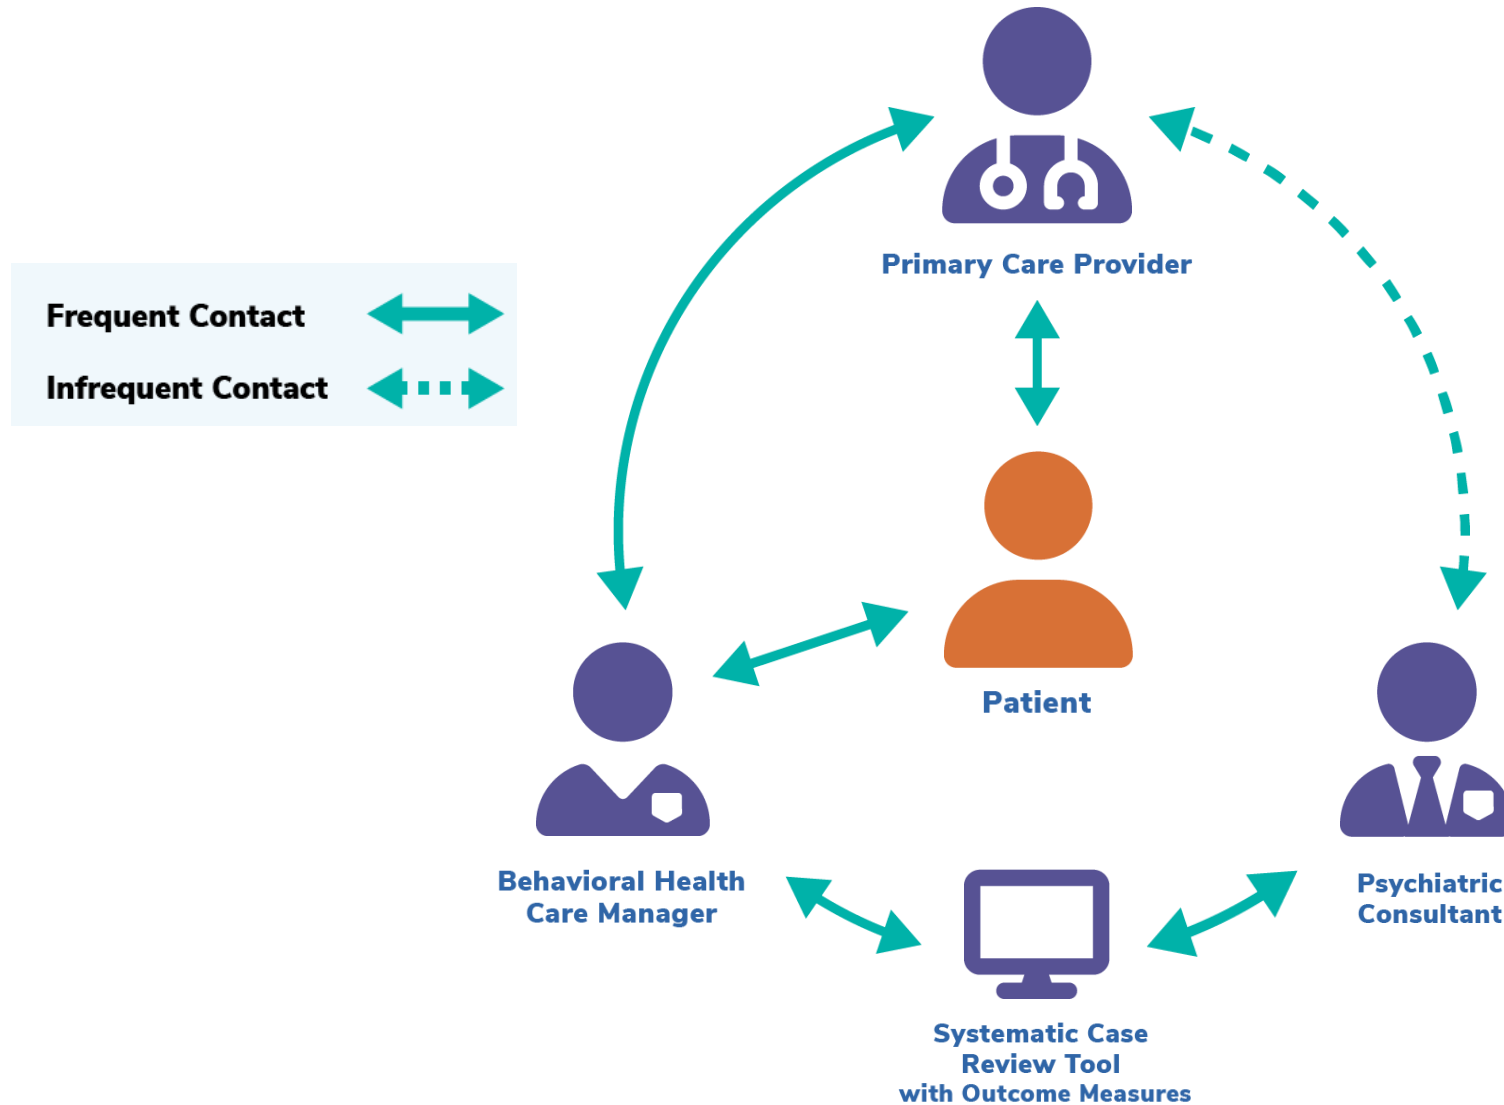 Primary Care Provider
Frequent Contact
Infrequent Contact
Patient
Behavioral Health
Care Manager
Psychiatric
Consultant
Systematic Case
Review Tool
with Outcome Measures